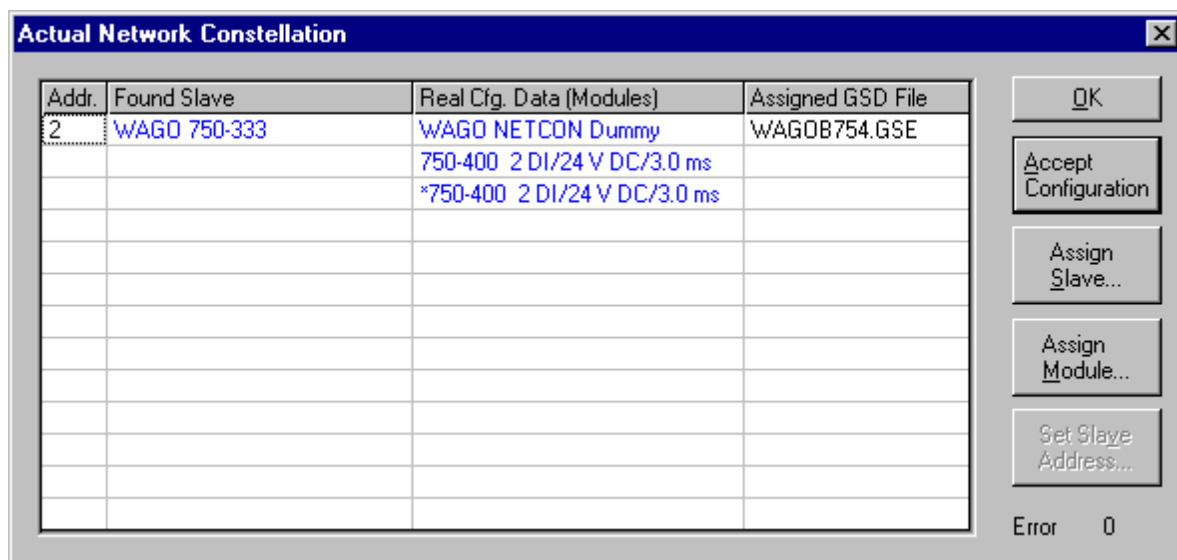 Actual Network Constellation
Addr. Found Slave Real Cfg. Data (Modules) Assigned GSD File
2 WAGO 750-333 WAGO NETCON Dummy WAGOB754.GSE
750-400 2 DI/24 V DC/3.0 ms
*750-400 2 DI/24 V DC/3.0 ms
OK
Accept
Configuration
Assign
Slave...
Assign
Module...
Set Slave
Address...
Error 0